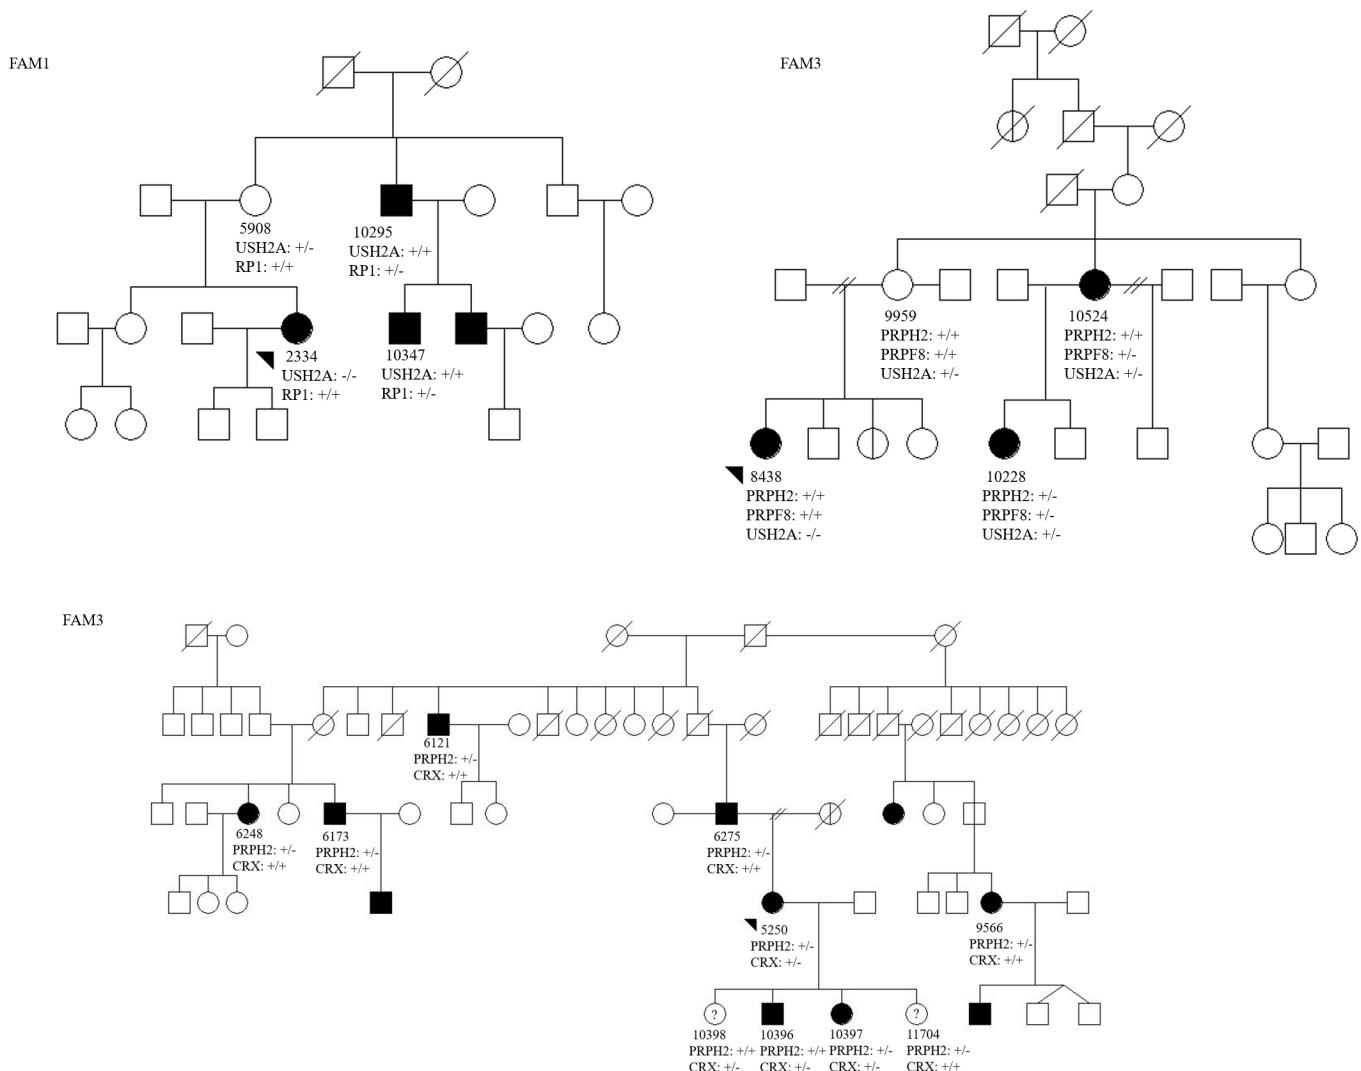 FAM1
5908
USH2A: +/-
RP1: +/+
10295
USH2A: +/+
RP1: +/-
2334
USH2A: -/-
RP1: +/+
10347
USH2A: +/+
RP1: +/-
FAM3
9959
PRPH2: +/+
PRPF8: +/+
USH2A: +/-
10524
PRPH2: +/+
PRPF8: +/-
USH2A: +/-
8438
PRPH2: +/+
PRPF8: +/+
USH2A: -/-
10228
PRPH2: +/-
PRPF8: +/-
USH2A: +/-
FAM3
6121
PRPH2: +/-
CRX: +/+
6248
PRPH2: +/-
CRX: +/+
6173
PRPH2: +/-
CRX: +/+
6275
PRPH2: +/-
CRX: +/+
5250
PRPH2: +/-
CRX: +/-
9566
PRPH2: +/-
CRX: +/+
?
10398
PRPH2: +/+
CRX: +/-
10396
PRPH2: +/+
CRX: +/-
10397
PRPH2: +/-
CRX: +/-
?
11704
PRPH2: +/-
CRX: +/+